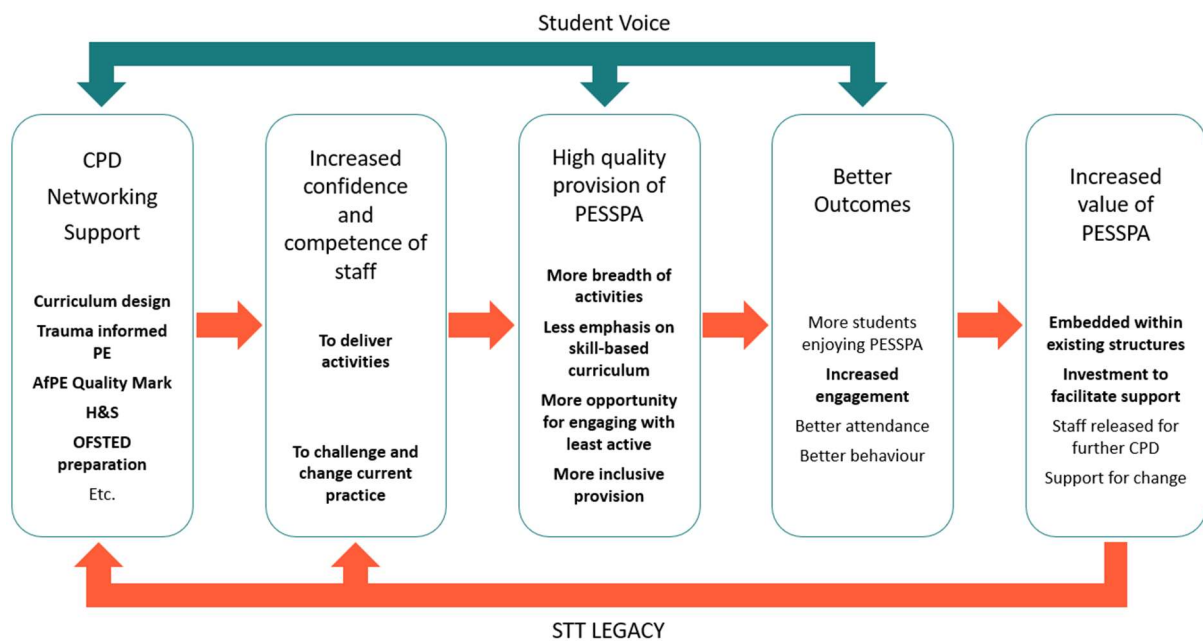 Student Voice
CPD
Networking
Support
Curriculum design
Trauma informed
PE
AfPE Quality Mark
H&S
OFSTED
preparation
Etc.
Increased
confidence
and
competence of
staff
To deliver
activities
To challenge and
change current
practice
High quality
provision of
PESSPA
More breadth of
activities
Less emphasis on
skill-based
curriculum
More opportunity
for engaging with
least active
More inclusive
provision
Better
Outcomes
More students
enjoying PESSPA
Increased
engagement
Better attendance
Better behaviour
Increased
value of
PESSPA
Embedded within
existing structures
Investment to
facilitate support
Staff released for
further CPD
Support for change
STT LEGACY